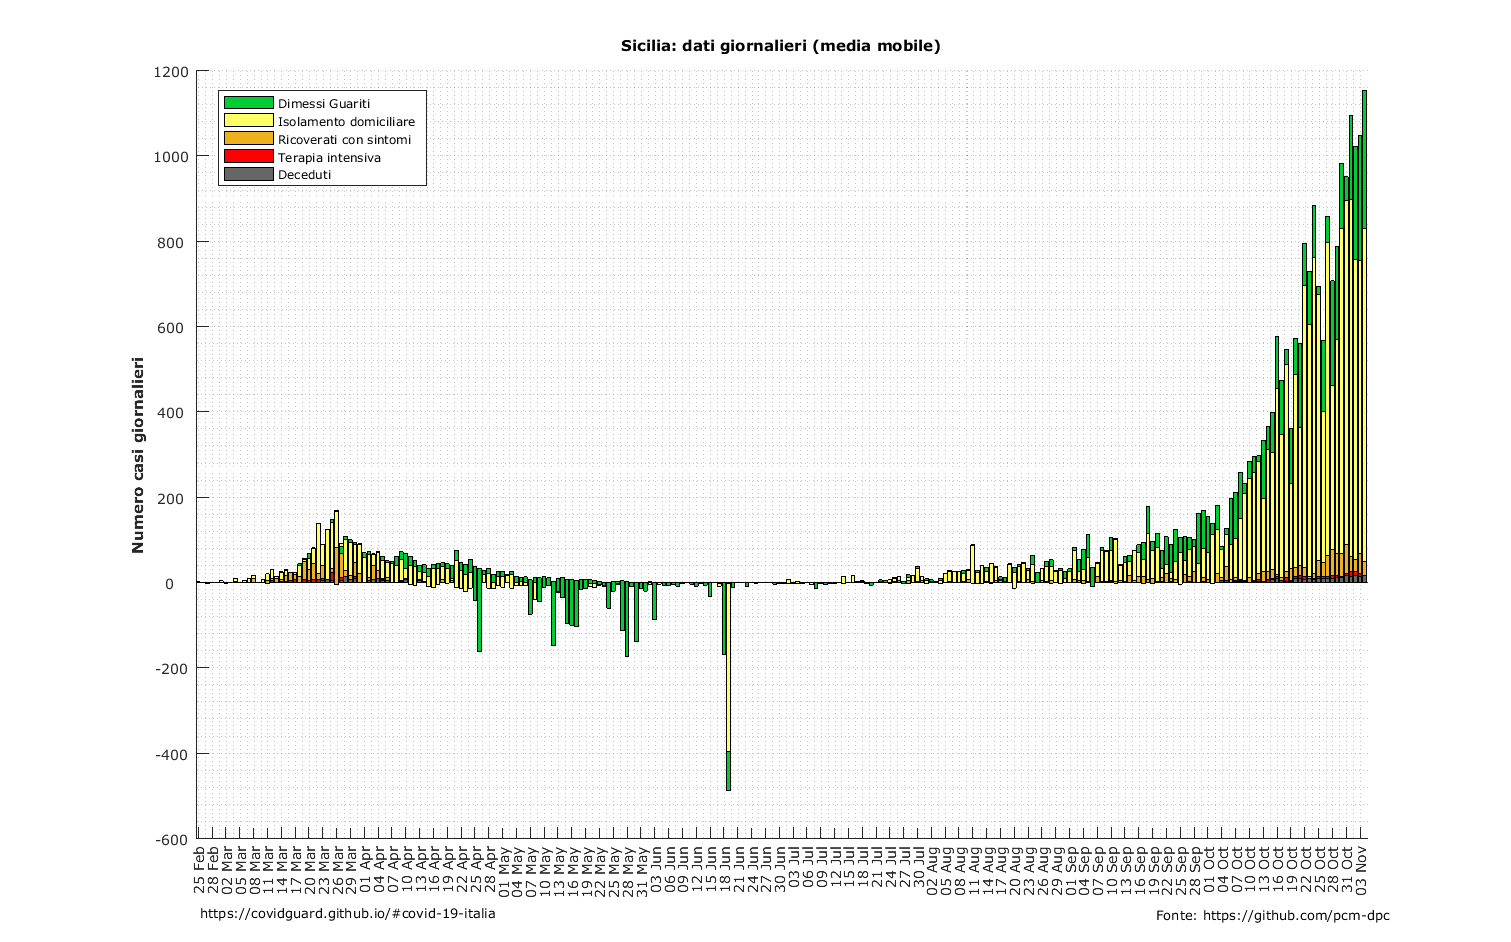 Sicilia: dati giornalieri (media mobile)
1200
1000
800
600
400
200
0
-200
-400
-600
Numero casi giornalieri
Dimessi Guariti
Isolamento domiciliare
Ricoverati con sintomi
Terapia intensiva
Deceduti
25 Feb
28 Feb
02 Mar
05 Mar
08 Mar
11 Mar
14 Mar
17 Mar
20 Mar
23 Mar
26 Mar
29 Mar
01 Apr
04 Apr
07 Apr
10 Apr
13 Apr
16 Apr
19 Apr
22 Apr
25 Apr
28 Apr
01 May
04 May
07 May
10 May
13 May
16 May
19 May
22 May
25 May
28 May
31 May
03 Jun
06 Jun
09 Jun
12 Jun
15 Jun
18 Jun
21 Jun
24 Jun
27 Jun
30 Jun
03 Jul
06 Jul
09 Jul
12 Jul
15 Jul
18 Jul
21 Jul
24 Jul
27 Jul
30 Jul
02 Aug
05 Aug
08 Aug
11 Aug
14 Aug
17 Aug
20 Aug
23 Aug
26 Aug
29 Aug
01 Sep
04 Sep
07 Sep
10 Sep
13 Sep
16 Sep
19 Sep
22 Sep
25 Sep
28 Sep
01 Oct
04 Oct
07 Oct
10 Oct
13 Oct
16 Oct
19 Oct
22 Oct
25 Oct
28 Oct
31 Oct
03 Nov
https://covidguard.github.io/#covid-19-italia
Fonte: https://github.com/pcm-dpc